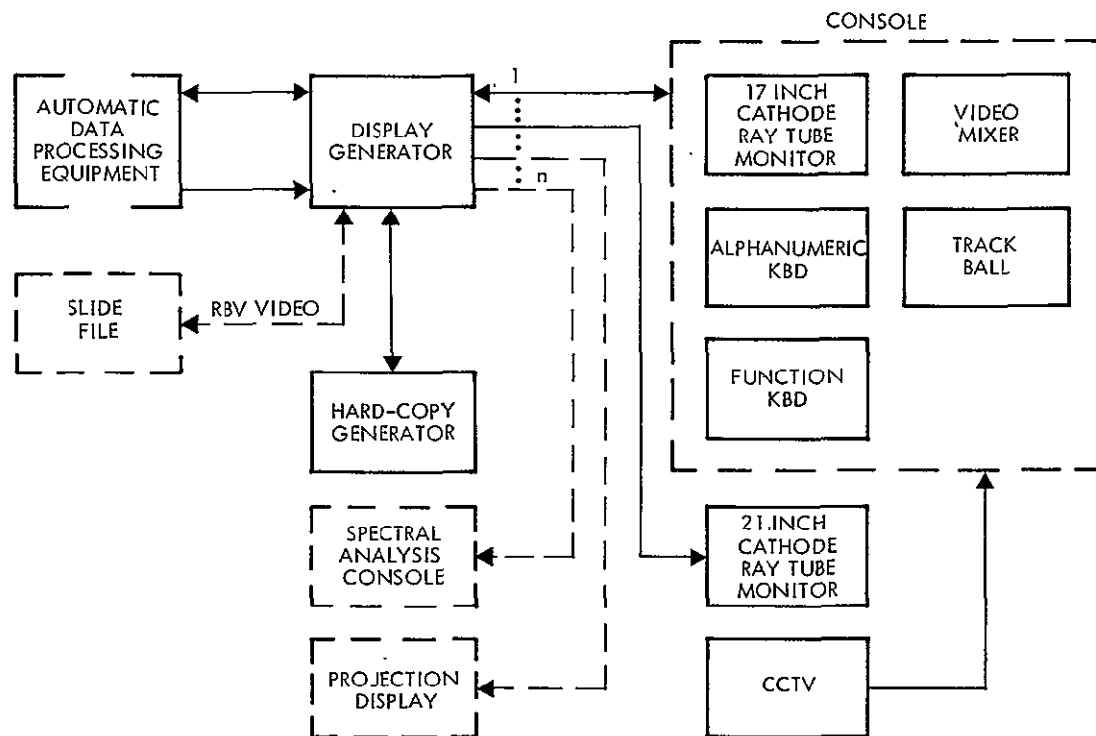 CONSOLE
AUTOMATIC
DATA
PROCESSING
EQUIPMENT
DISPLAY
GENERATOR
1
n
17 INCH
CATHODE
RAY TUBE
MONITOR
VIDEO
MIXER
ALPHANUMERIC
KBD
TRACK
BALL
SLIDE
FILE
RBV VIDEO
FUNCTION
KBD
HARD-COPY
GENERATOR
SPECTRAL
ANALYSIS
CONSOLE
21.INCH
CATHODE
RAY TUBE
MONITOR
PROJECTION
DISPLAY
CCTV